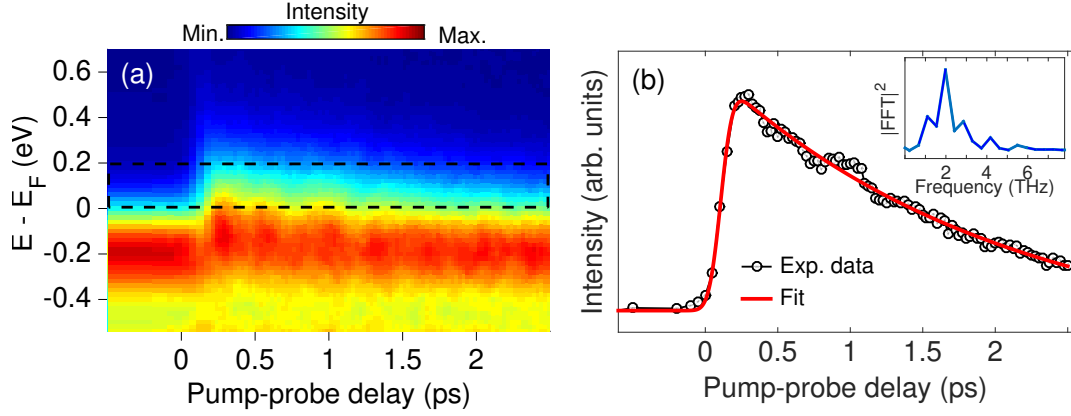 Intensity
Min.
Max.
(a)
E - E_F (eV)
0.6
0.4
0.2
0
-0.2
-0.4
0 0.5 1 1.5 2
Pump-probe delay (ps)
(b)
Intensity (arb. units)
Exp. data
Fit
0 0.5 1 1.5 2
Pump-probe delay (ps)
|FFT|²
2 4 6
Frequency (THz)